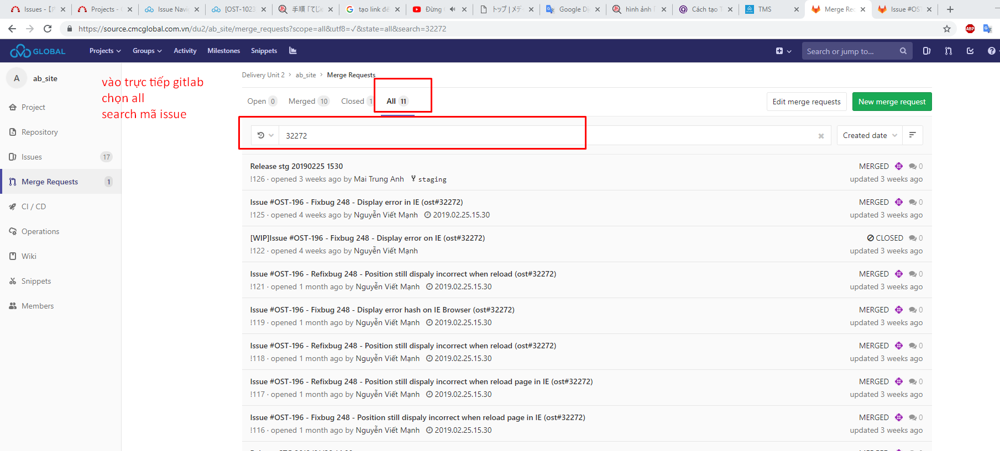 Issues - [P
Projects - 
Issue Navig
[OST-1023
手順「てじゅ
tạo link đế
Đừng
トップ | メデ
Google Di
hình ảnh
Cách tạo T
TMS
Merge Req
Issue #OST
https://source.cmcglobal.com.vn/du2/ab_site/merge_requests?scope=all&utf8=✓&state=all&search=32272
ABP
GLOBAL
Projects
Groups
Activity
Milestones
Snippets
Search or jump to...
A
ab_site
Project
Repository
Issues 17
Merge Requests 1
CI / CD
Operations
Wiki
Snippets
Members
vào trực tiếp gitlab
chọn all
search mã issue
Delivery Unit 2 › ab_site › Merge Requests
Open 0 Merged 10 Closed 1 All 11
Edit merge requests
New merge request
32272
Created date
Release stg 20190225 1530 MERGED 0
!126 · opened 3 weeks ago by Mai Trung Anh staging updated 3 weeks ago
Issue #OST-196 - Fixbug 248 - Display error in IE (ost#32272) MERGED 0
!125 · opened 4 weeks ago by Nguyễn Viết Mạnh 2019.02.25.15.30 updated 3 weeks ago
[WIP]Issue #OST-196 - Fixbug 248 - Display error on IE (ost#32272) CLOSED 0
!122 · opened 4 weeks ago by Nguyễn Viết Mạnh updated 3 weeks ago
Issue #OST-196 - Refixbug 248 - Position still dispaly incorrect when reload (ost#32272) MERGED 0
!121 · opened 1 month ago by Nguyễn Viết Mạnh 2019.02.25.15.30 updated 3 weeks ago
Issue #OST-196 - Fixbug 248 - Display error hash on IE Browser (ost#32272) MERGED 0
!119 · opened 1 month ago by Nguyễn Viết Mạnh 2019.02.25.15.30 updated 3 weeks ago
Issue #OST-196 - Refixbug 248 - Position still dispaly incorrect when reload (ost#32272) MERGED 0
!118 · opened 1 month ago by Nguyễn Viết Mạnh 2019.02.25.15.30 updated 3 weeks ago
Issue #OST-196 - Refixbug 248 - Position still dispaly incorrect when reload page in IE (ost#32272) MERGED 0
!117 · opened 1 month ago by Nguyễn Viết Mạnh 2019.02.25.15.30 updated 3 weeks ago
Issue #OST-196 - Fixbug 248 - Position still dispaly incorrect when reload page in IE (ost#32272) MERGED 0
!116 · opened 1 month ago by Nguyễn Viết Mạnh 2019.02.25.15.30 updated 3 weeks ago